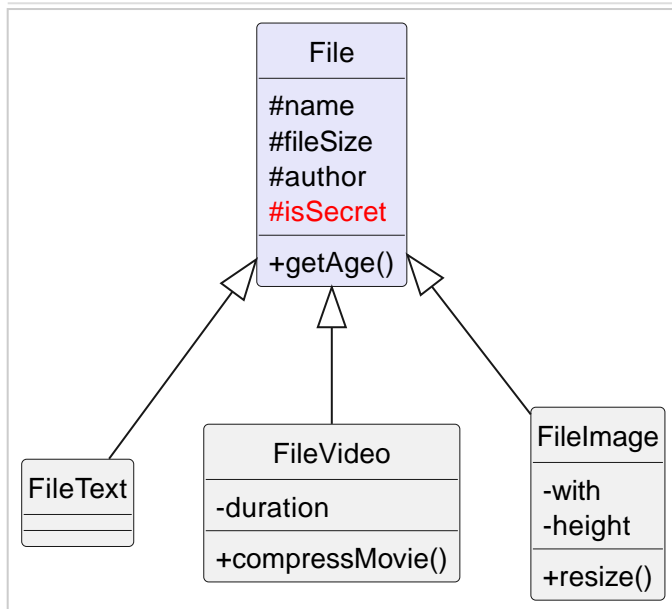 File
#name
#fileSize
#author
#isSecret
+getAge()
FileText
FileVideo
-duration
+compressMovie()
FileImage
-with
-height
+resize()